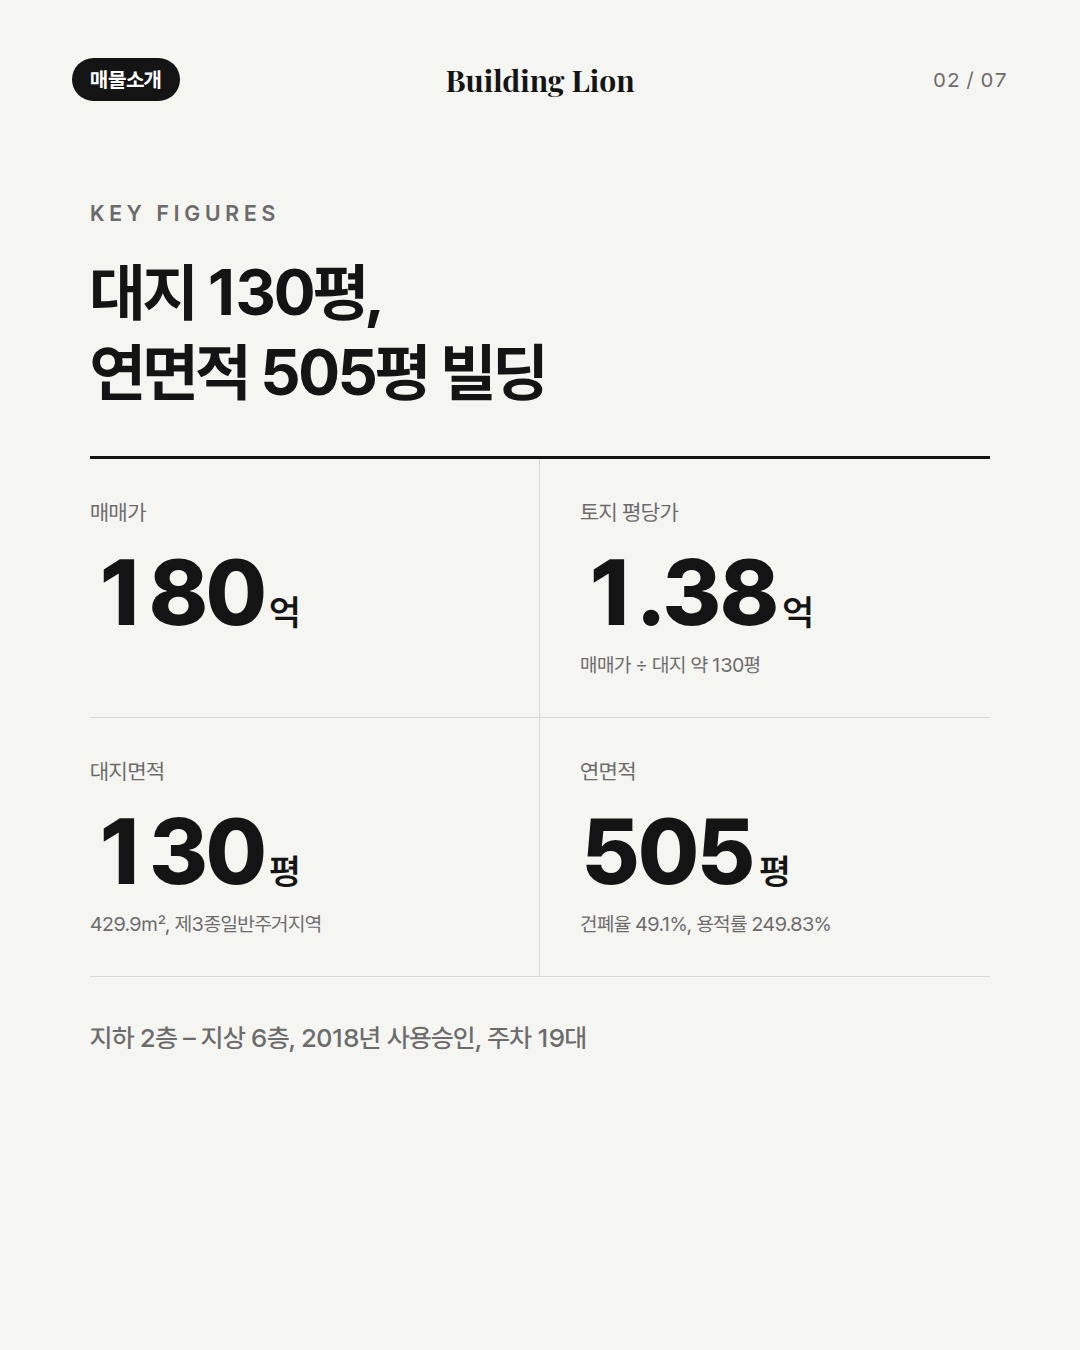 매물소개
Building Lion
02 / 07
KEY FIGURES
대지 130평,
연면적 505평 빌딩
매매가
180억
토지 평당가
1.38억
매매가 ÷ 대지 약 130평
대지면적
130평
429.9m², 제3종일반주거지역
연면적
505평
건폐율 49.1%, 용적률 249.83%
지하 2층 – 지상 6층, 2018년 사용승인, 주차 19대